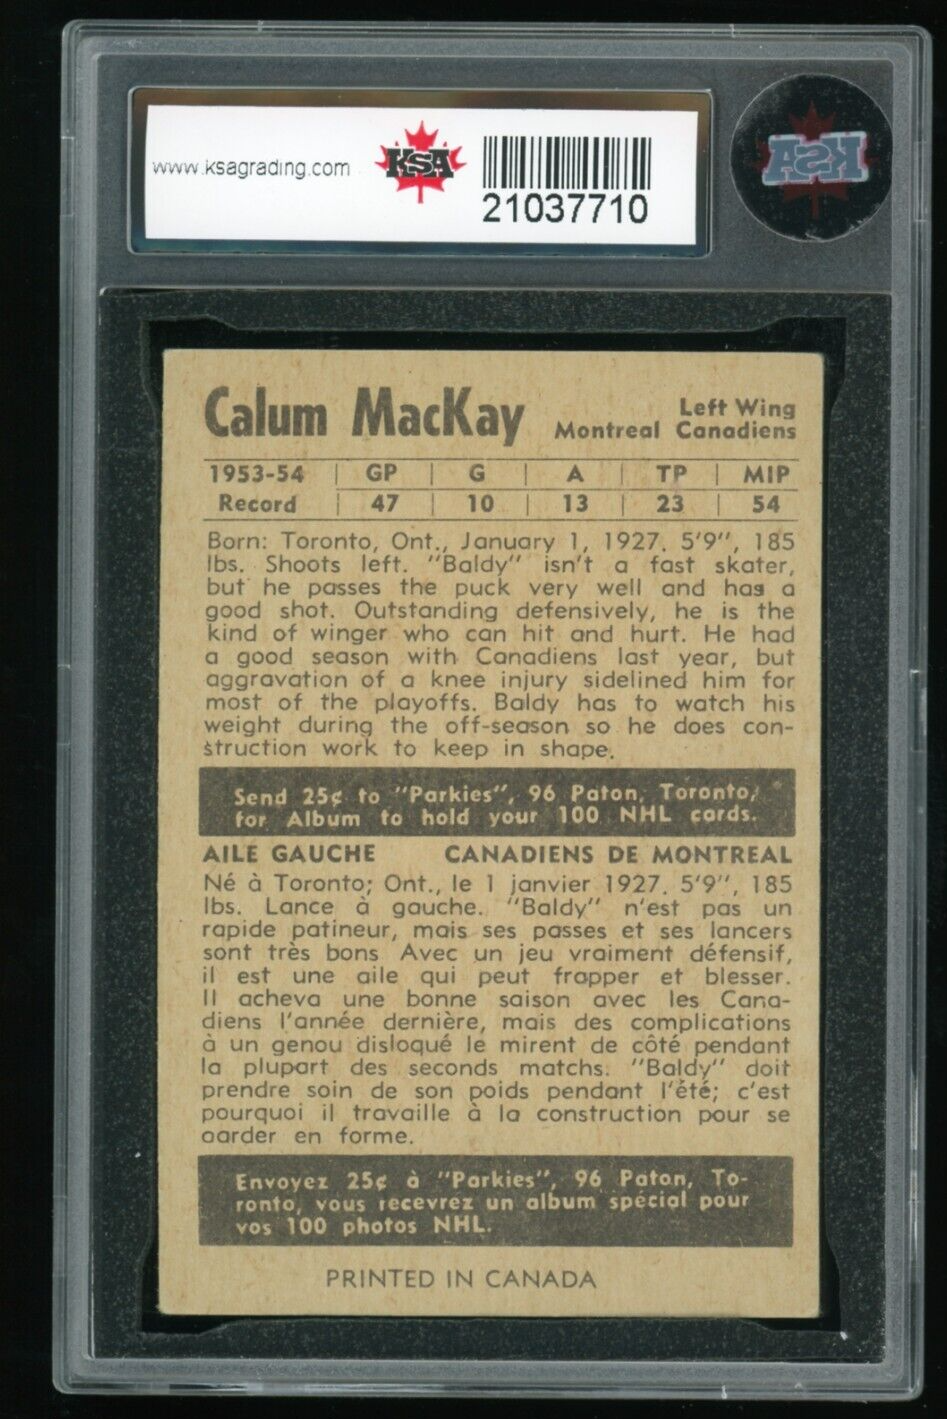 www.ksagrading.com
KSA
21037710
KSA
Calum MacKay
Left Wing
Montreal Canadiens
1953-54 | GP | G | A | TP | MIP
Record | 47 | 10 | 13 | 23 | 54
Born: Toronto, Ont., January 1, 1927. 5'9", 185
lbs. Shoots left. "Baldy" isn't a fast skater,
but he passes the puck very well and has a
good shot. Outstanding defensively, he is the
kind of winger who can hit and hurt. He had
a good season with Canadiens last year, but
aggravation of a knee injury sidelined him for
most of the playoffs. Baldy has to watch his
weight during the off-season so he does con-
struction work to keep in shape.
Send 25¢ to "Parkies", 96 Paton, Toronto,
for Album to hold your 100 NHL cards.
AILE GAUCHE CANADIENS DE MONTREAL
Né à Toronto; Ont., le 1 janvier 1927. 5'9", 185
lbs. Lance à gauche. "Baldy" n'est pas un
rapide patineur, mais ses passes et ses lancers
sont très bons Avec un jeu vraiment défensif,
il est une aile qui peut frapper et blesser.
Il acheva une bonne saison avec les Cana-
diens l'année dernière, mais des complications
à un genou disloqué le mirent de côté pendant
la plupart des seconds matchs. "Baldy" doit
prendre soin de son poids pendant l'été; c'est
pourquoi il travaille à la construction pour se
garder en forme.
Envoyez 25¢ à "Parkies", 96 Paton, To-
ronto, vous recevrez un album spécial pour
vos 100 photos NHL.
PRINTED IN CANADA